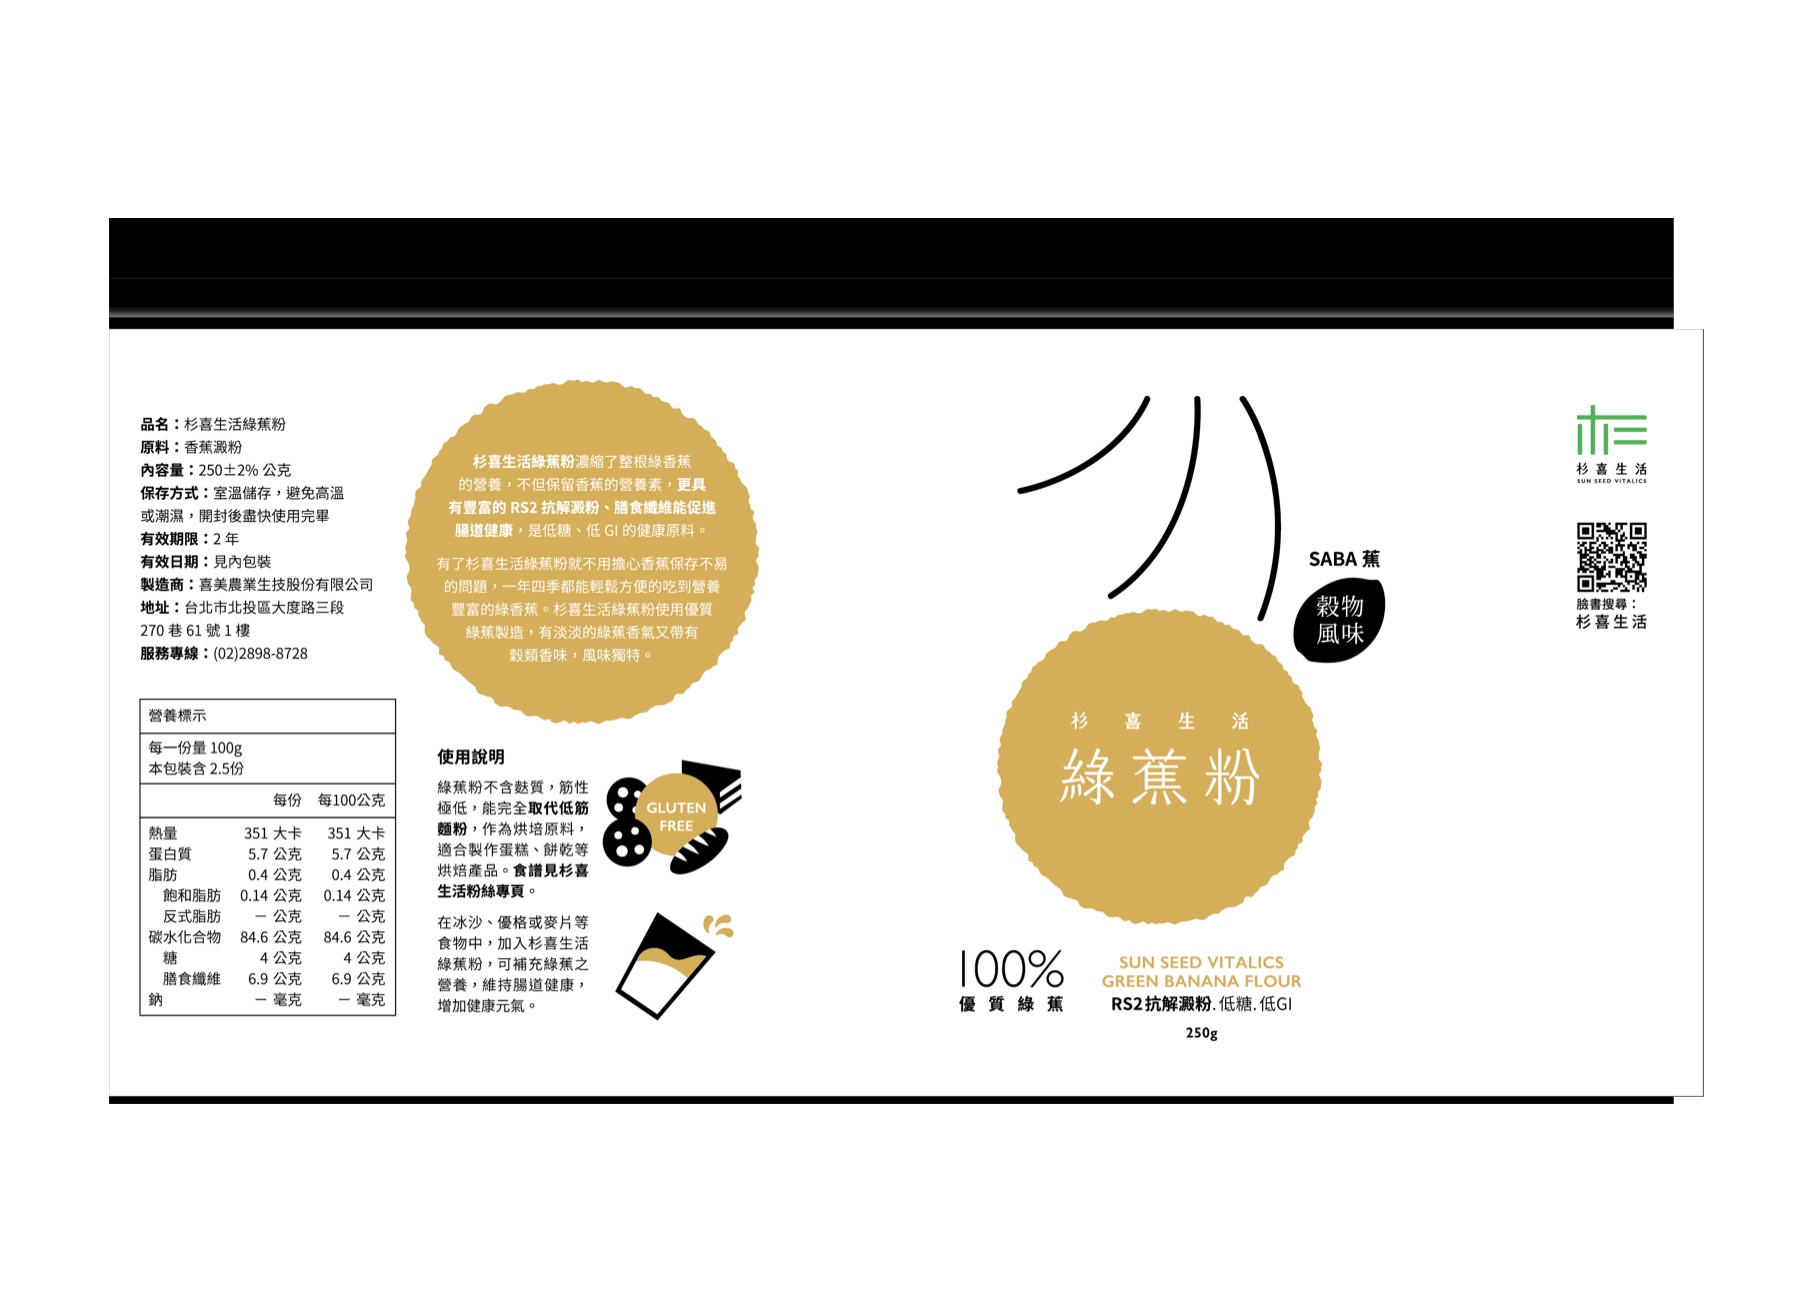 品名：杉喜生活綠蕉粉
原料：香蕉澱粉
內容量：250±2% 公克
保存方式：室溫儲存，避免高溫
或潮濕，開封後盡快使用完畢
有效期限：2 年
有效日期：見內包裝
製造商：喜美農業生技股份有限公司
地址：台北市北投區大度路三段
270 巷 61 號 1 樓
服務專線：(02)2898-8728
營養標示
每一份量 100g
本包裝含 2.5份
每份 每100公克
熱量 351 大卡 351 大卡
蛋白質 5.7 公克 5.7 公克
脂肪 0.4 公克 0.4 公克
飽和脂肪 0.14 公克 0.14 公克
反式脂肪 － 公克 － 公克
碳水化合物 84.6 公克 84.6 公克
糖 4 公克 4 公克
膳食纖維 6.9 公克 6.9 公克
鈉 － 毫克 － 毫克
杉喜生活綠蕉粉濃縮了整根綠香蕉
的營養，不但保留香蕉的營養素，更具
有豐富的 RS2 抗解澱粉、膳食纖維能促進
腸道健康，是低糖、低 GI 的健康原料。
有了杉喜生活綠蕉粉就不用擔心香蕉保存不易
的問題，一年四季都能輕鬆方便的吃到營養
豐富的綠香蕉。杉喜生活綠蕉粉使用優質
綠蕉製造，有淡淡的綠蕉香氣又帶有
穀類香味，風味獨特。
使用說明
綠蕉粉不含麩質，筋性
極低，能完全取代低筋
麵粉，作為烘培原料，
適合製作蛋糕、餅乾等
烘焙產品。食譜見杉喜
生活粉絲專頁。
GLUTEN
FREE
在冰沙、優格或麥片等
食物中，加入杉喜生活
綠蕉粉，可補充綠蕉之
營養，維持腸道健康，
增加健康元氣。
SABA 蕉
穀物
風味
杉喜生活
綠蕉粉
100%
優質綠蕉
SUN SEED VITALICS
GREEN BANANA FLOUR
RS2抗解澱粉.低糖.低GI
250g
杉喜生活
SUN SEED VITALICS
臉書搜尋：
杉喜生活